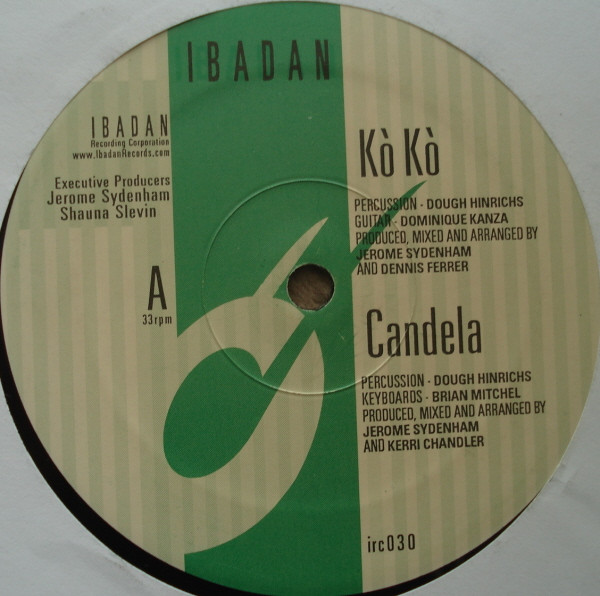 IBADAN
IBADAN
Recording Corporation
www.IbadanRecords.com
Executive Producers
Jerome Sydenham
Shauna Slevin
A
33rpm
Kò Kò
PERCUSSION - DOUGH HINRICHS
GUITAR - DOMINIQUE KANZA
PRODUCED, MIXED AND ARRANGED BY
JEROME SYDENHAM
AND DENNIS FERRER
Candela
PERCUSSION - DOUGH HINRICHS
KEYBOARDS - BRIAN MITCHEL
PRODUCED, MIXED AND ARRANGED BY
JEROME SYDENHAM
AND KERRI CHANDLER
irc030